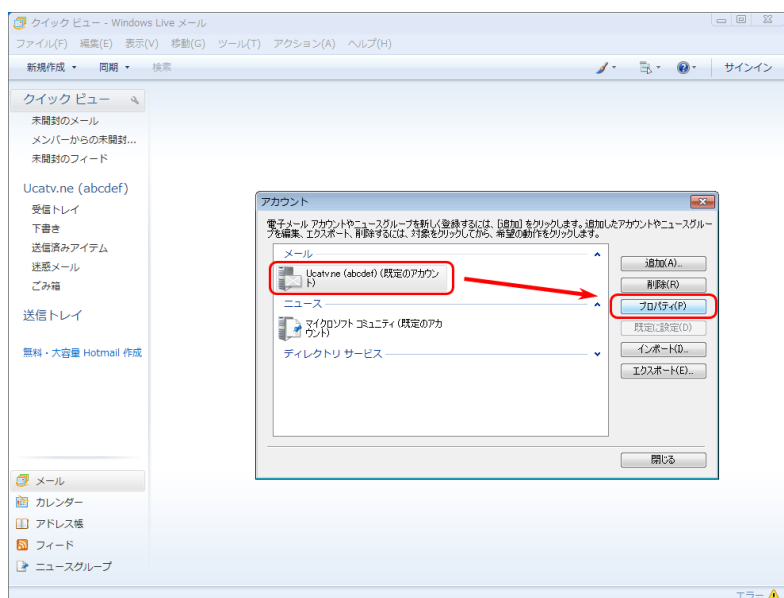 クイック ビュー - Windows Live メール
ファイル(F) 編集(E) 表示(V) 移動(G) ツール(T) アクション(A) ヘルプ(H)
新規作成 同期 検索 サインイン
クイック ビュー
未開封のメール
メンバーからの未開封...
未開封のフィード
Ucatv.ne (abcdef)
受信トレイ
下書き
送信済みアイテム
迷惑メール
ごみ箱
送信トレイ
無料・大容量 Hotmail 作成
メール
カレンダー
アドレス帳
フィード
ニュースグループ
アカウント
電子メール アカウントやニュースグループを新しく登録するには、[追加] をクリックします。追加したアカウントやニュースグルー
プを編集、エクスポート、削除するには、対象をクリックしてから、希望の動作をクリックします。
メール
Ucatv.ne (abcdef) (既定のアカウン
ト)
ニュース
マイクロソフト コミュニティ (既定のアカ
ウント)
ディレクトリ サービス
追加(A)...
削除(R)
プロパティ(P)
既定に設定(D)
インポート(I)...
エクスポート(E)...
閉じる
エラー